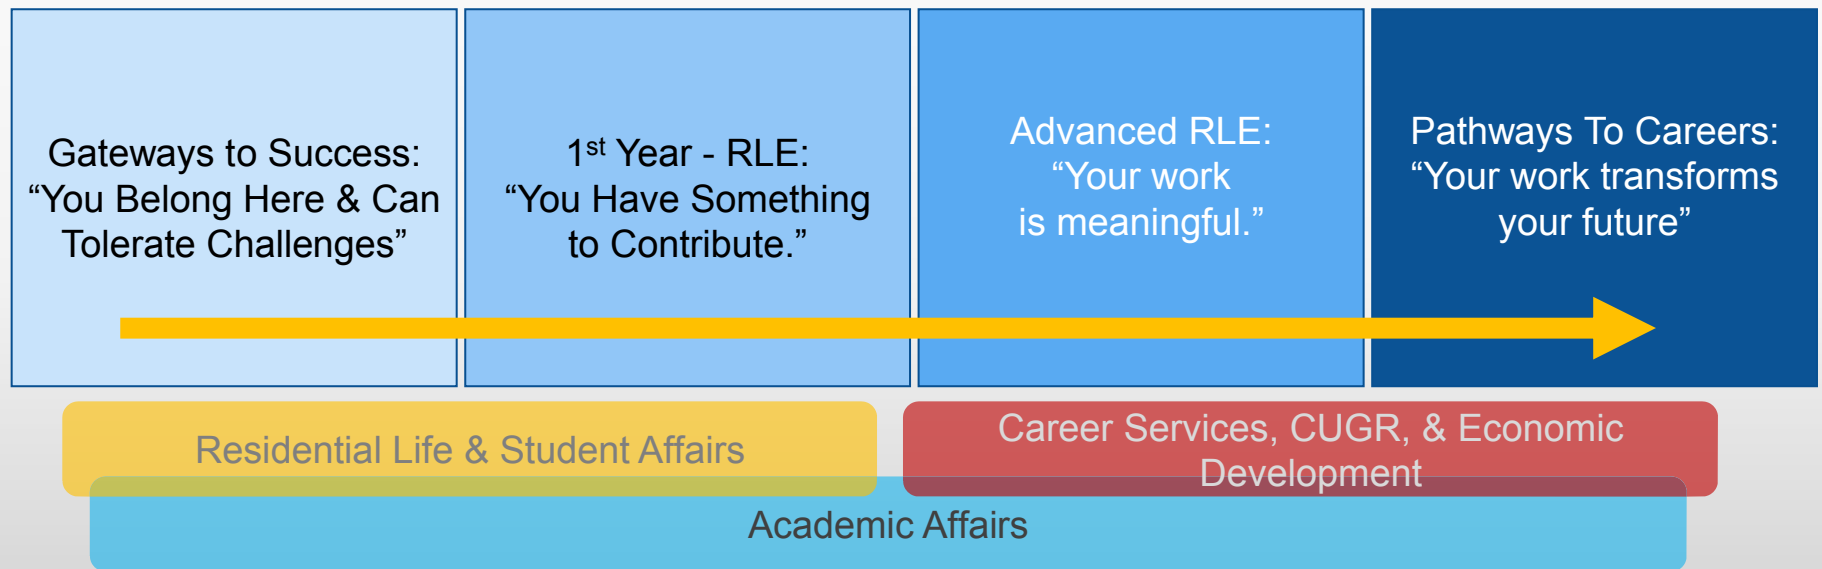 Gateways to Success:
“You Belong Here & Can
Tolerate Challenges”
1st Year - RLE:
“You Have Something
to Contribute.”
Advanced RLE:
“Your work
is meaningful.”
Pathways To Careers:
“Your work transforms
your future”
Residential Life & Student Affairs
Career Services, CUGR, & Economic
Development
Academic Affairs